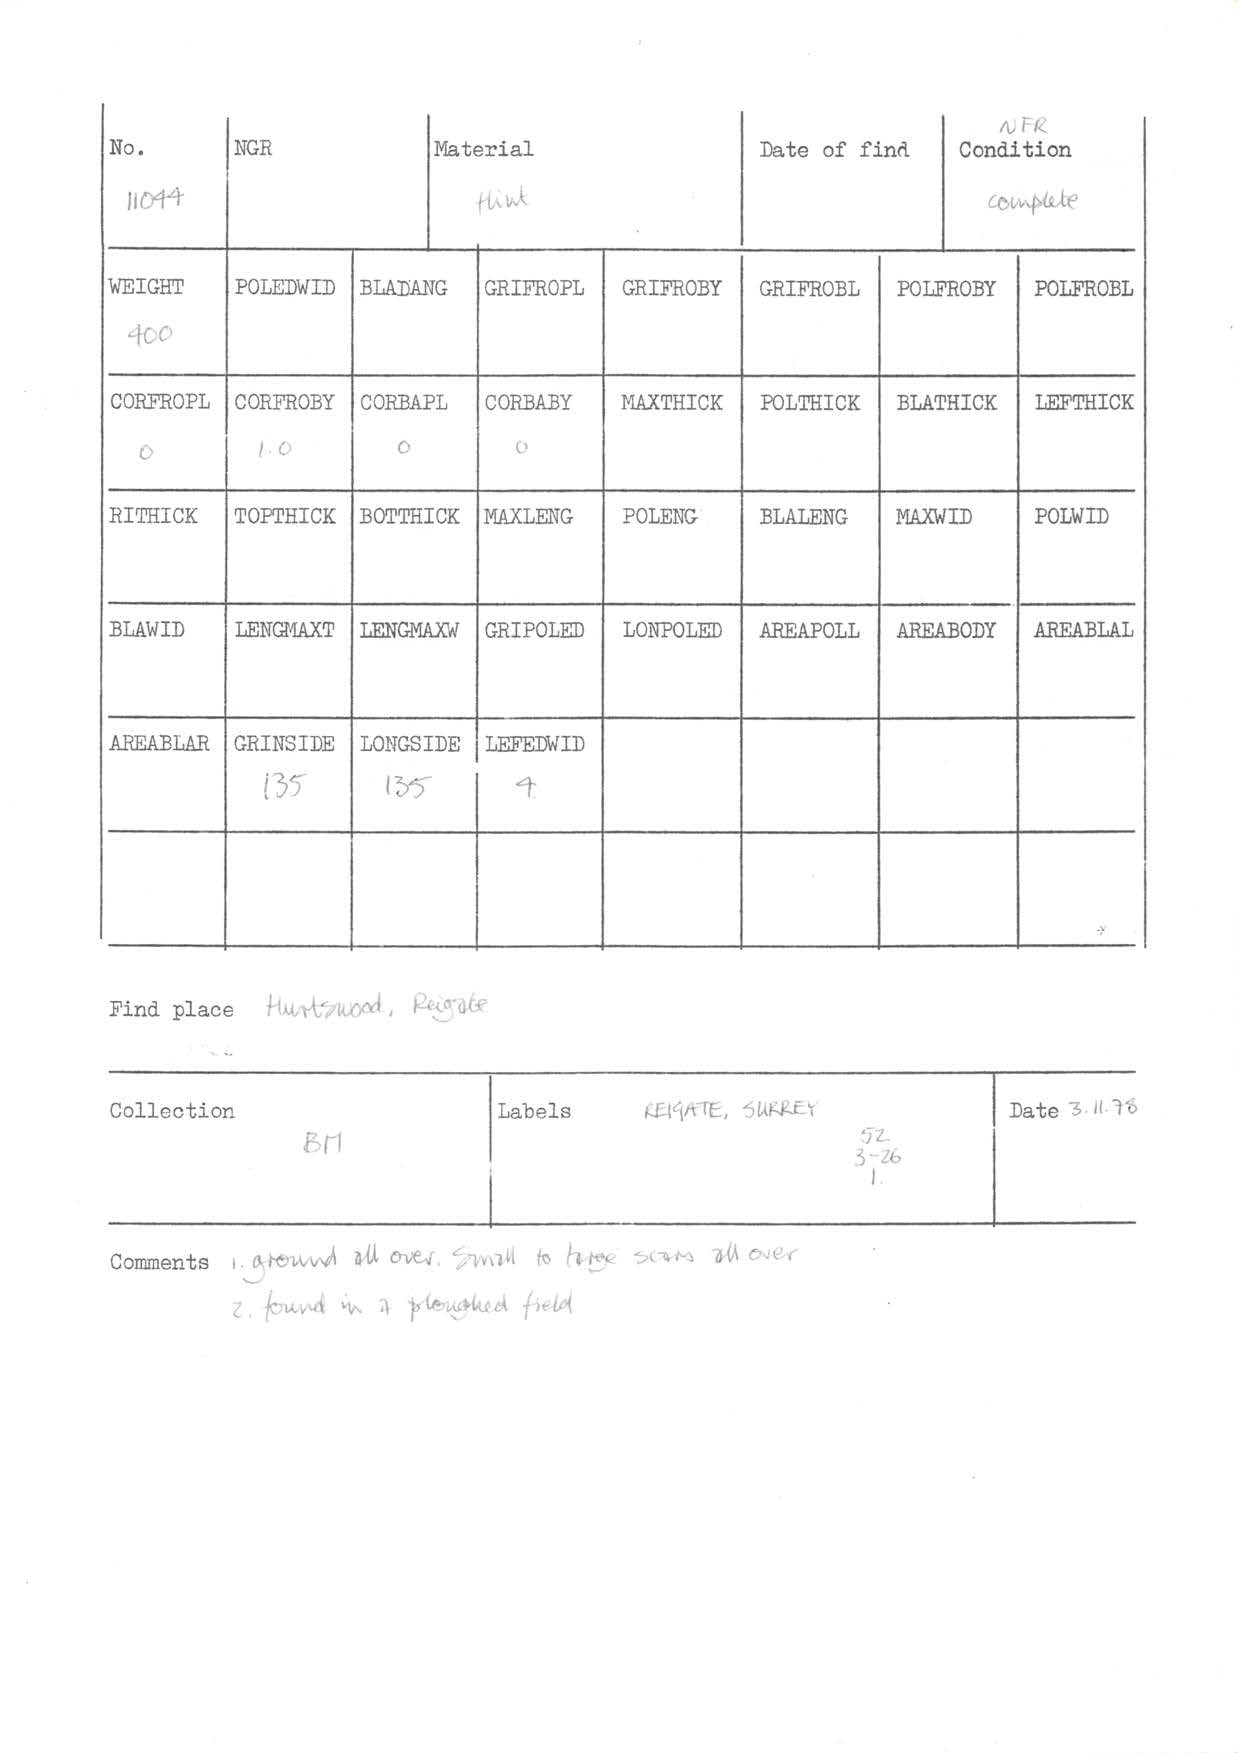 NFR
No. NGR Material Date of find Condition
11044 flint complete
WEIGHT POLEDWID BLADANG GRIFROPL GRIFROBY GRIFROBL POLFROBY POLFROBL
400
CORFROPL CORFROBY CORBAPL CORBABY MAXTHICK POLTHICK BLATHICK LEFTHICK
0 1.0 0 0
RITHICK TOPTHICK BOTTHICK MAXLENG POLENG BLALENG MAXWID POLWID
BLAWID LENGMAXT LENGMAXW GRIPOLED LONPOLED AREAPOLL AREABODY AREABLAL
AREABLAR GRINSIDE LONGSIDE LEFEDWID
135 135 4
Find place Hurtswood, Reigate
Collection Labels REIGATE, SURREY Date 3.11.78
BM 52
3-26
1.
Comments 1. ground all over. Small to large scars all over
2. found in a ploughed field